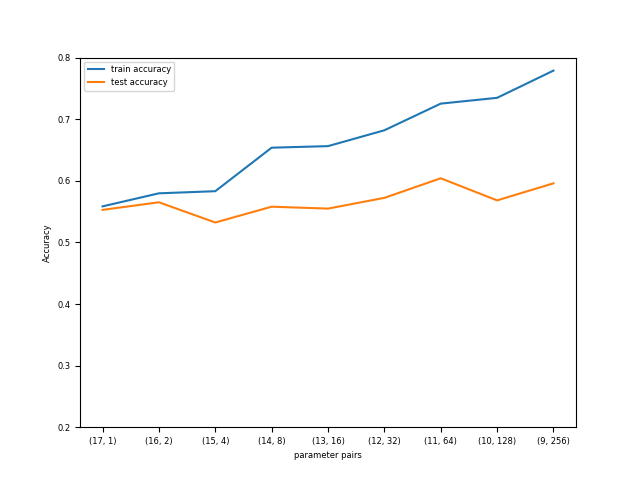 train accuracy
test accuracy
0.8
0.7
0.6
0.5
0.4
0.3
0.2
Accuracy
(17, 1) (16, 2) (15, 4) (14, 8) (13, 16) (12, 32) (11, 64) (10, 128) (9, 256)
parameter pairs